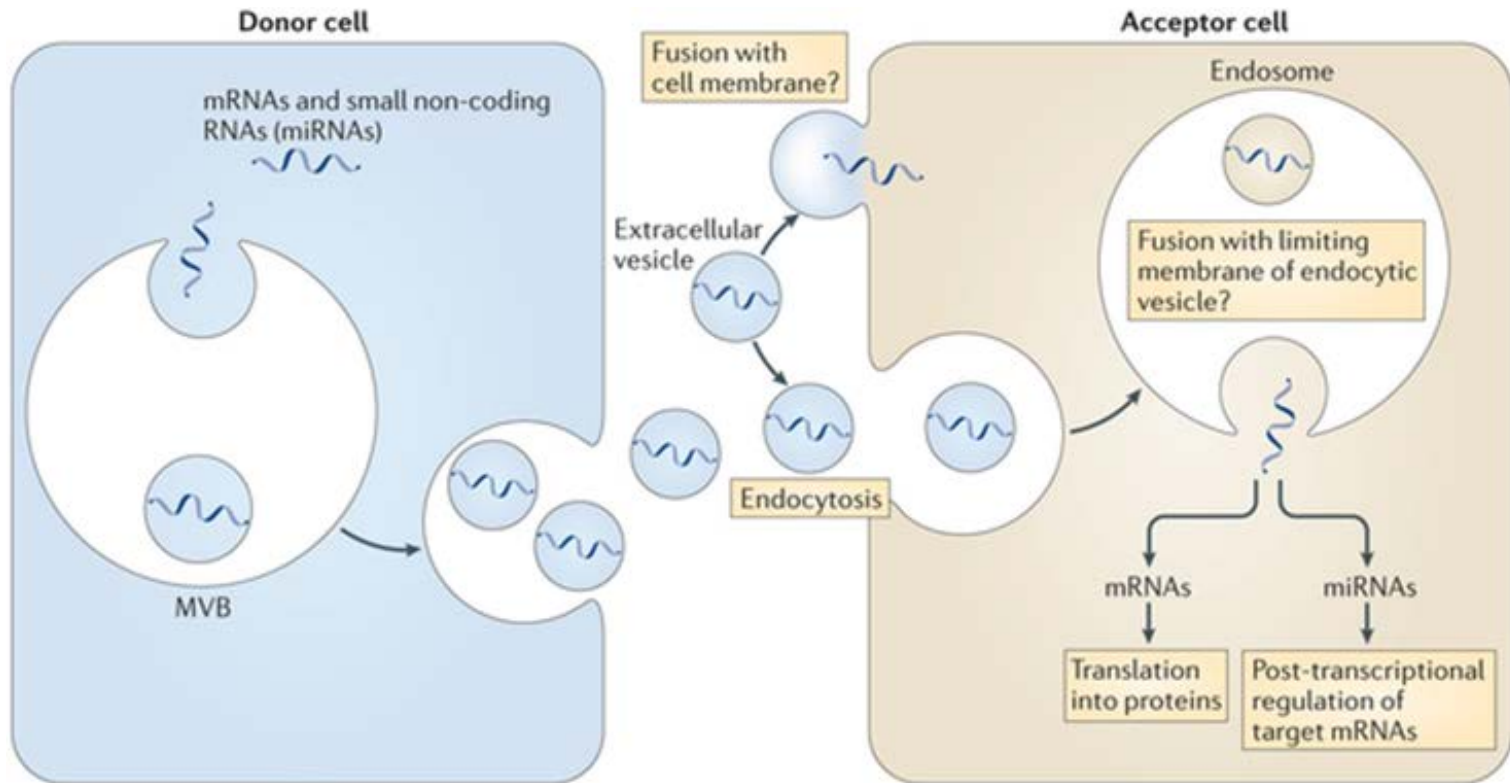 Donor cell
Acceptor cell
mRNAs and small non-coding
RNAs (miRNAs)
MVB
Extracellular
vesicle
Fusion with
cell membrane?
Endocytosis
Endosome
Fusion with limiting
membrane of endocytic
vesicle?
mRNAs
miRNAs
Translation
into proteins
Post-transcriptional
regulation of
target mRNAs